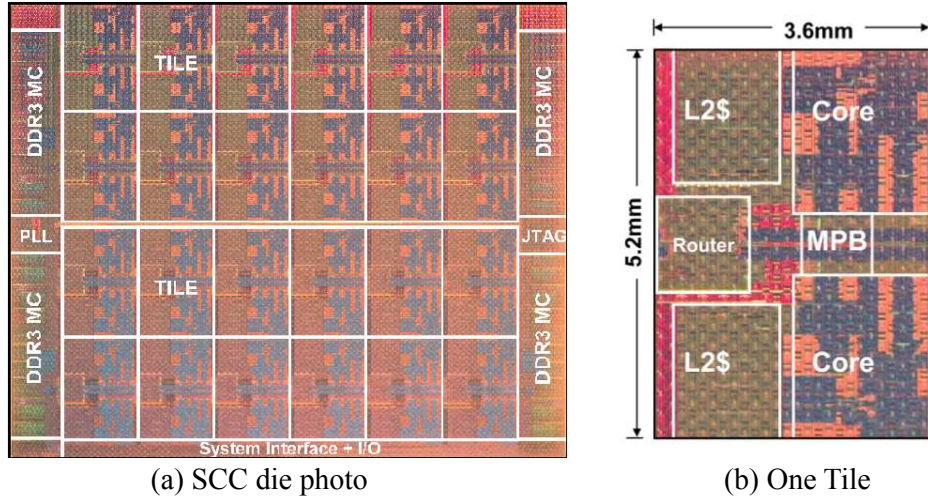 TILE
DDR3 MC
DDR3 MC
PLL
JTAG
TILE
DDR3 MC
DDR3 MC
System Interface + I/O
(a) SCC die photo
3.6mm
5.2mm
L2$
Core
Router
MPB
L2$
Core
(b) One Tile